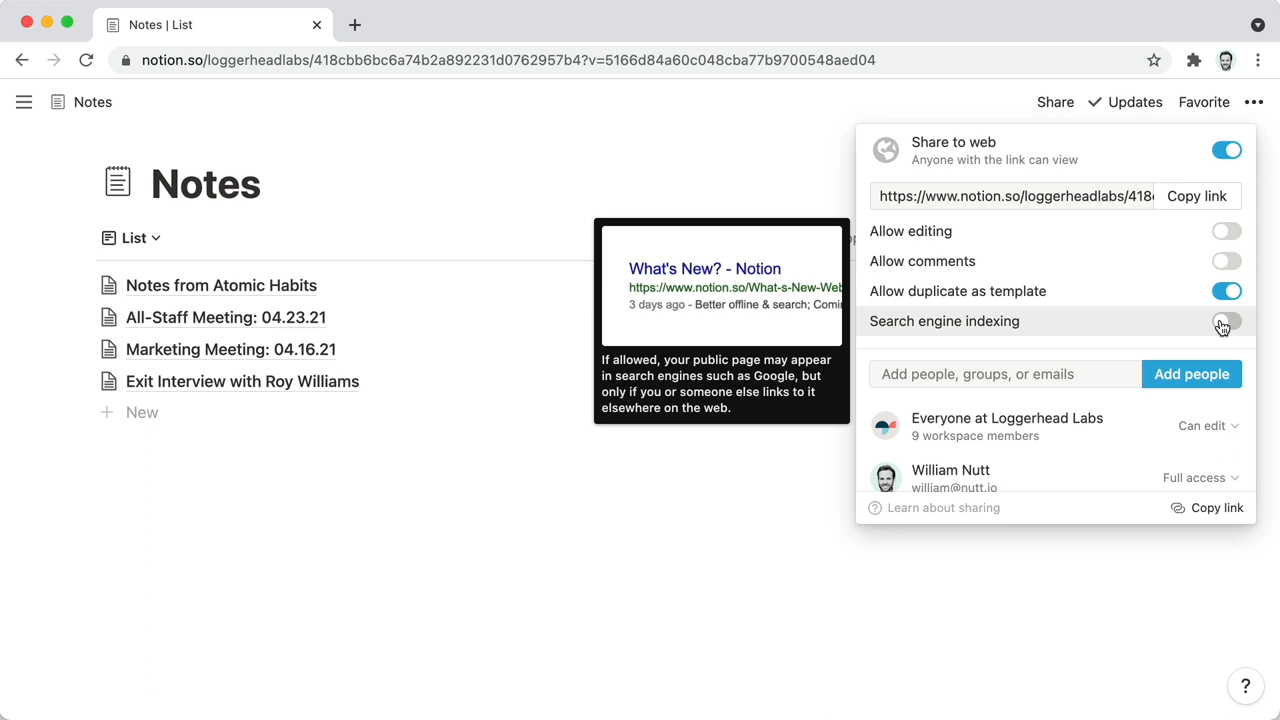 Notes | List
notion.so/loggerheadlabs/418cbb6bc6a74b2a892231d0762957b4?v=5166d84a60c048cba77b9700548aed04
Notes
Share
Updates
Favorite
Notes
List
Notes from Atomic Habits
All-Staff Meeting: 04.23.21
Marketing Meeting: 04.16.21
Exit Interview with Roy Williams
New
What's New? - Notion
https://www.notion.so/What-s-New-Web
3 days ago - Better offline & search; Comi
If allowed, your public page may appear
in search engines such as Google, but
only if you or someone else links to it
elsewhere on the web.
Share to web
Anyone with the link can view
https://www.notion.so/loggerheadlabs/418 Copy link
Allow editing
Allow comments
Allow duplicate as template
Search engine indexing
Add people, groups, or emails Add people
Everyone at Loggerhead Labs
9 workspace members
Can edit
William Nutt
william@nutt.io
Full access
? Learn about sharing
Copy link
?